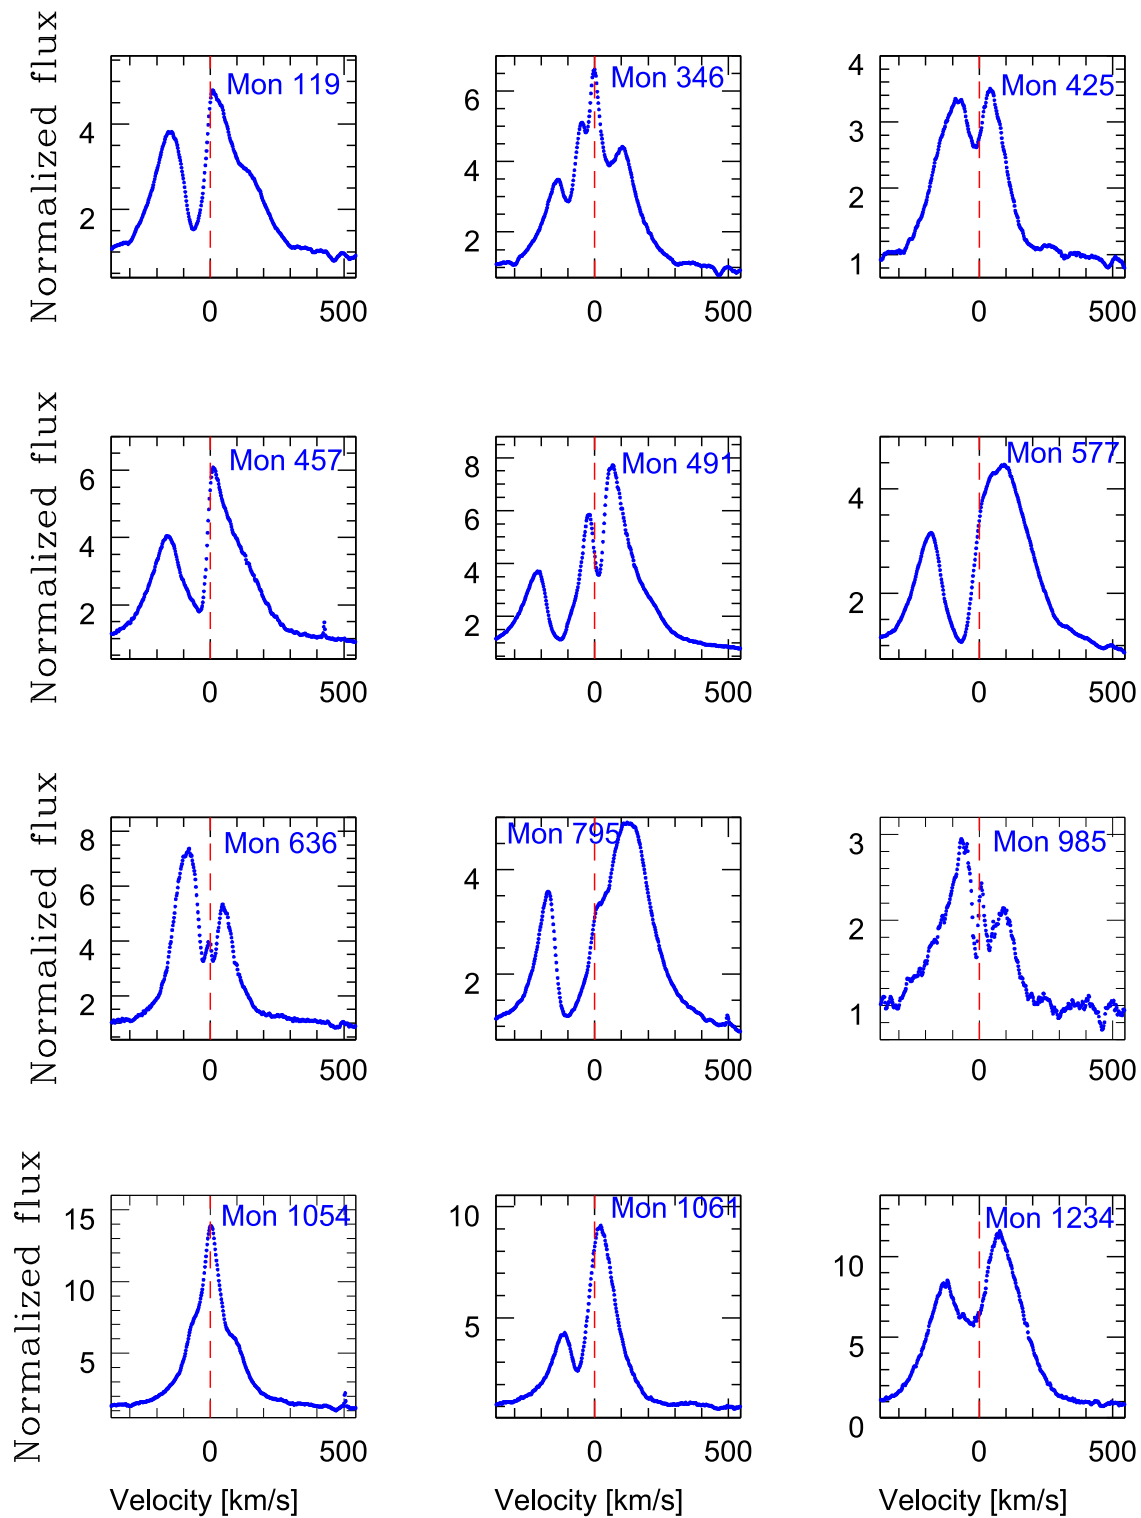 Normalized flux
Mon 119
4
2
0 500
Mon 346
6
4
2
0 500
Mon 425
4
3
2
1
0 500
Normalized flux
Mon 457
6
4
2
0 500
Mon 491
8
6
4
2
0 500
Mon 577
4
2
0 500
Normalized flux
Mon 636
8
6
4
2
0 500
Mon 795
4
2
0 500
Mon 985
3
2
1
0 500
Normalized flux
Mon 1054
15
10
5
0 500
Velocity [km/s]
Mon 1061
10
5
0 500
Velocity [km/s]
Mon 1234
10
5
0
0 500
Velocity [km/s]